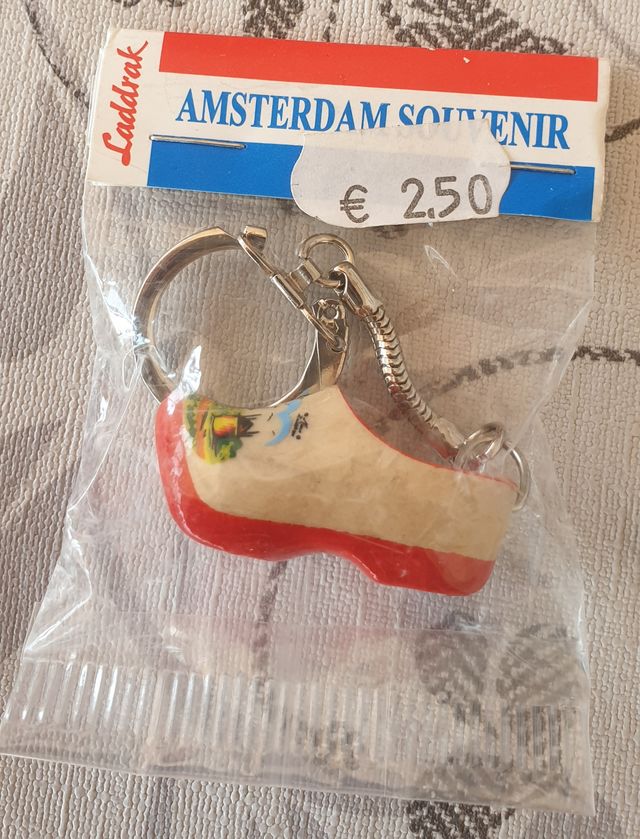 Laddrak
AMSTERDAM SOUVENIR
€ 2,50